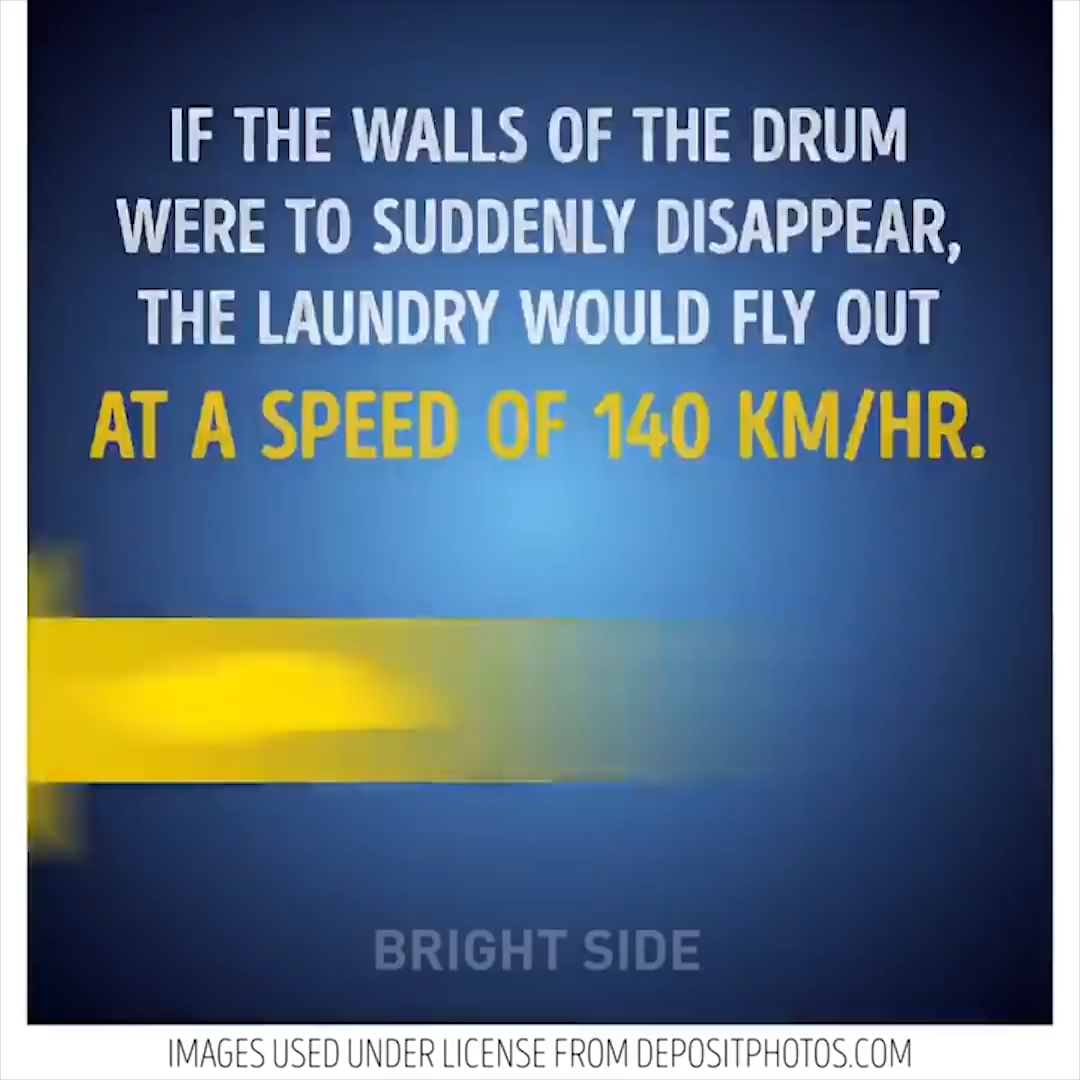 IF THE WALLS OF THE DRUM
WERE TO SUDDENLY DISAPPEAR,
THE LAUNDRY WOULD FLY OUT
AT A SPEED OF 140 KM/HR.
BRIGHT SIDE
IMAGES USED UNDER LICENSE FROM DEPOSITPHOTOS.COM